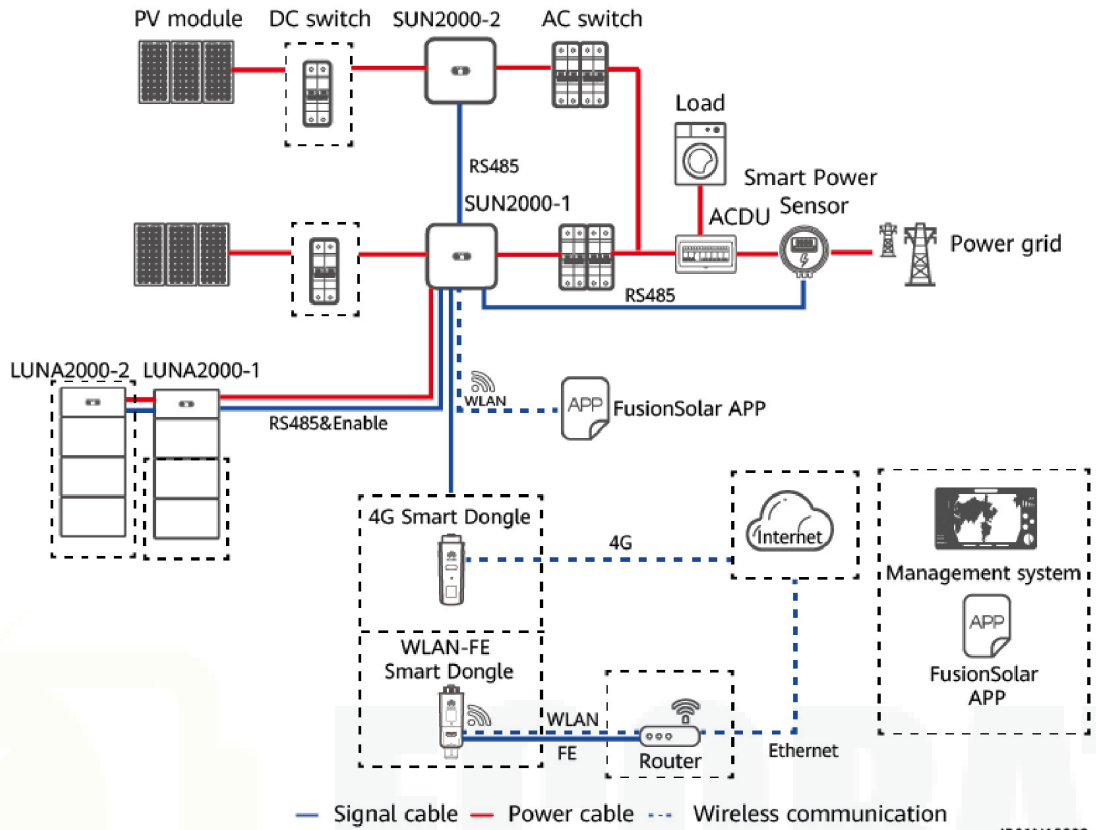 PV module
DC switch
SUN2000-2
AC switch
Load
RS485
SUN2000-1
Smart Power
Sensor
ACDU
Power grid
RS485
LUNA2000-2
LUNA2000-1
RS485&Enable
WLAN
APP
FusionSolar APP
4G Smart Dongle
4G
Internet
Management system
APP
FusionSolar
APP
WLAN-FE
Smart Dongle
WLAN
FE
Router
Ethernet
Signal cable
Power cable
Wireless communication